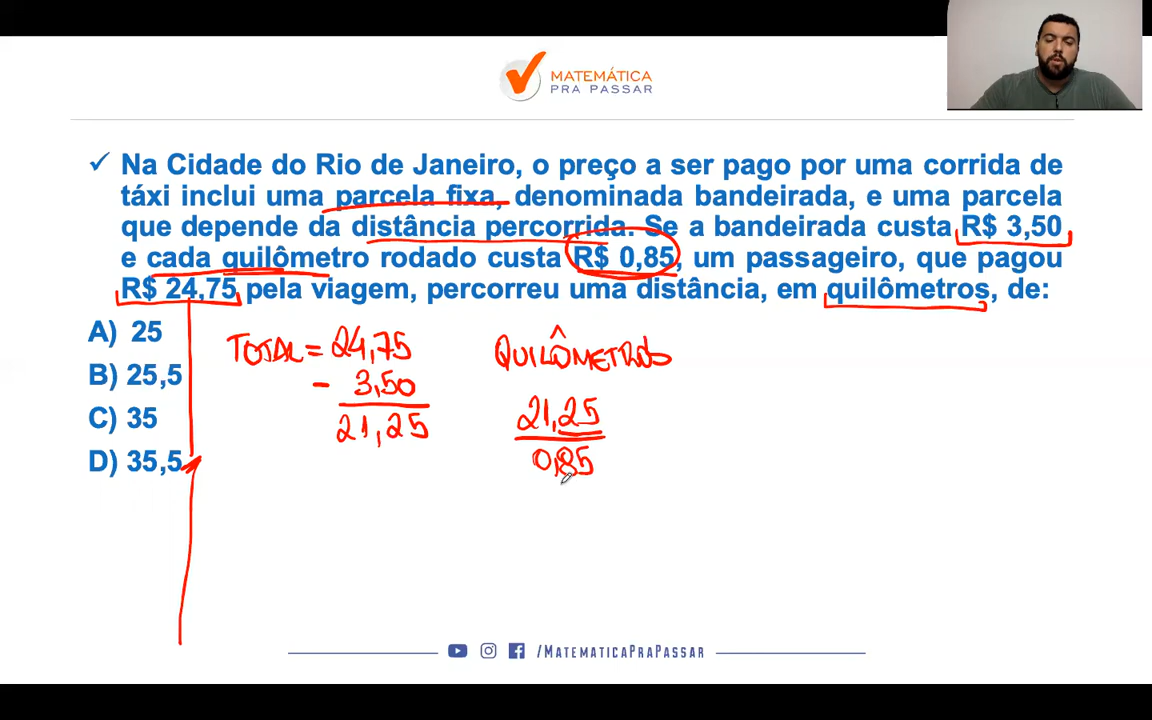 MATEMÁTICA
PRA PASSAR
✓ Na Cidade do Rio de Janeiro, o preço a ser pago por uma corrida de
táxi inclui uma parcela fixa, denominada bandeirada, e uma parcela
que depende da distância percorrida. Se a bandeirada custa R$ 3,50
e cada quilômetro rodado custa R$ 0,85, um passageiro, que pagou
R$ 24,75 pela viagem, percorreu uma distância, em quilômetros, de:
A) 25
B) 25,5
C) 35
D) 35,5
TOTAL = 24,75
- 3,50
21,25
QUILÔMETROS
21,25
0,85
/MATEMATICAPRAPASSAR